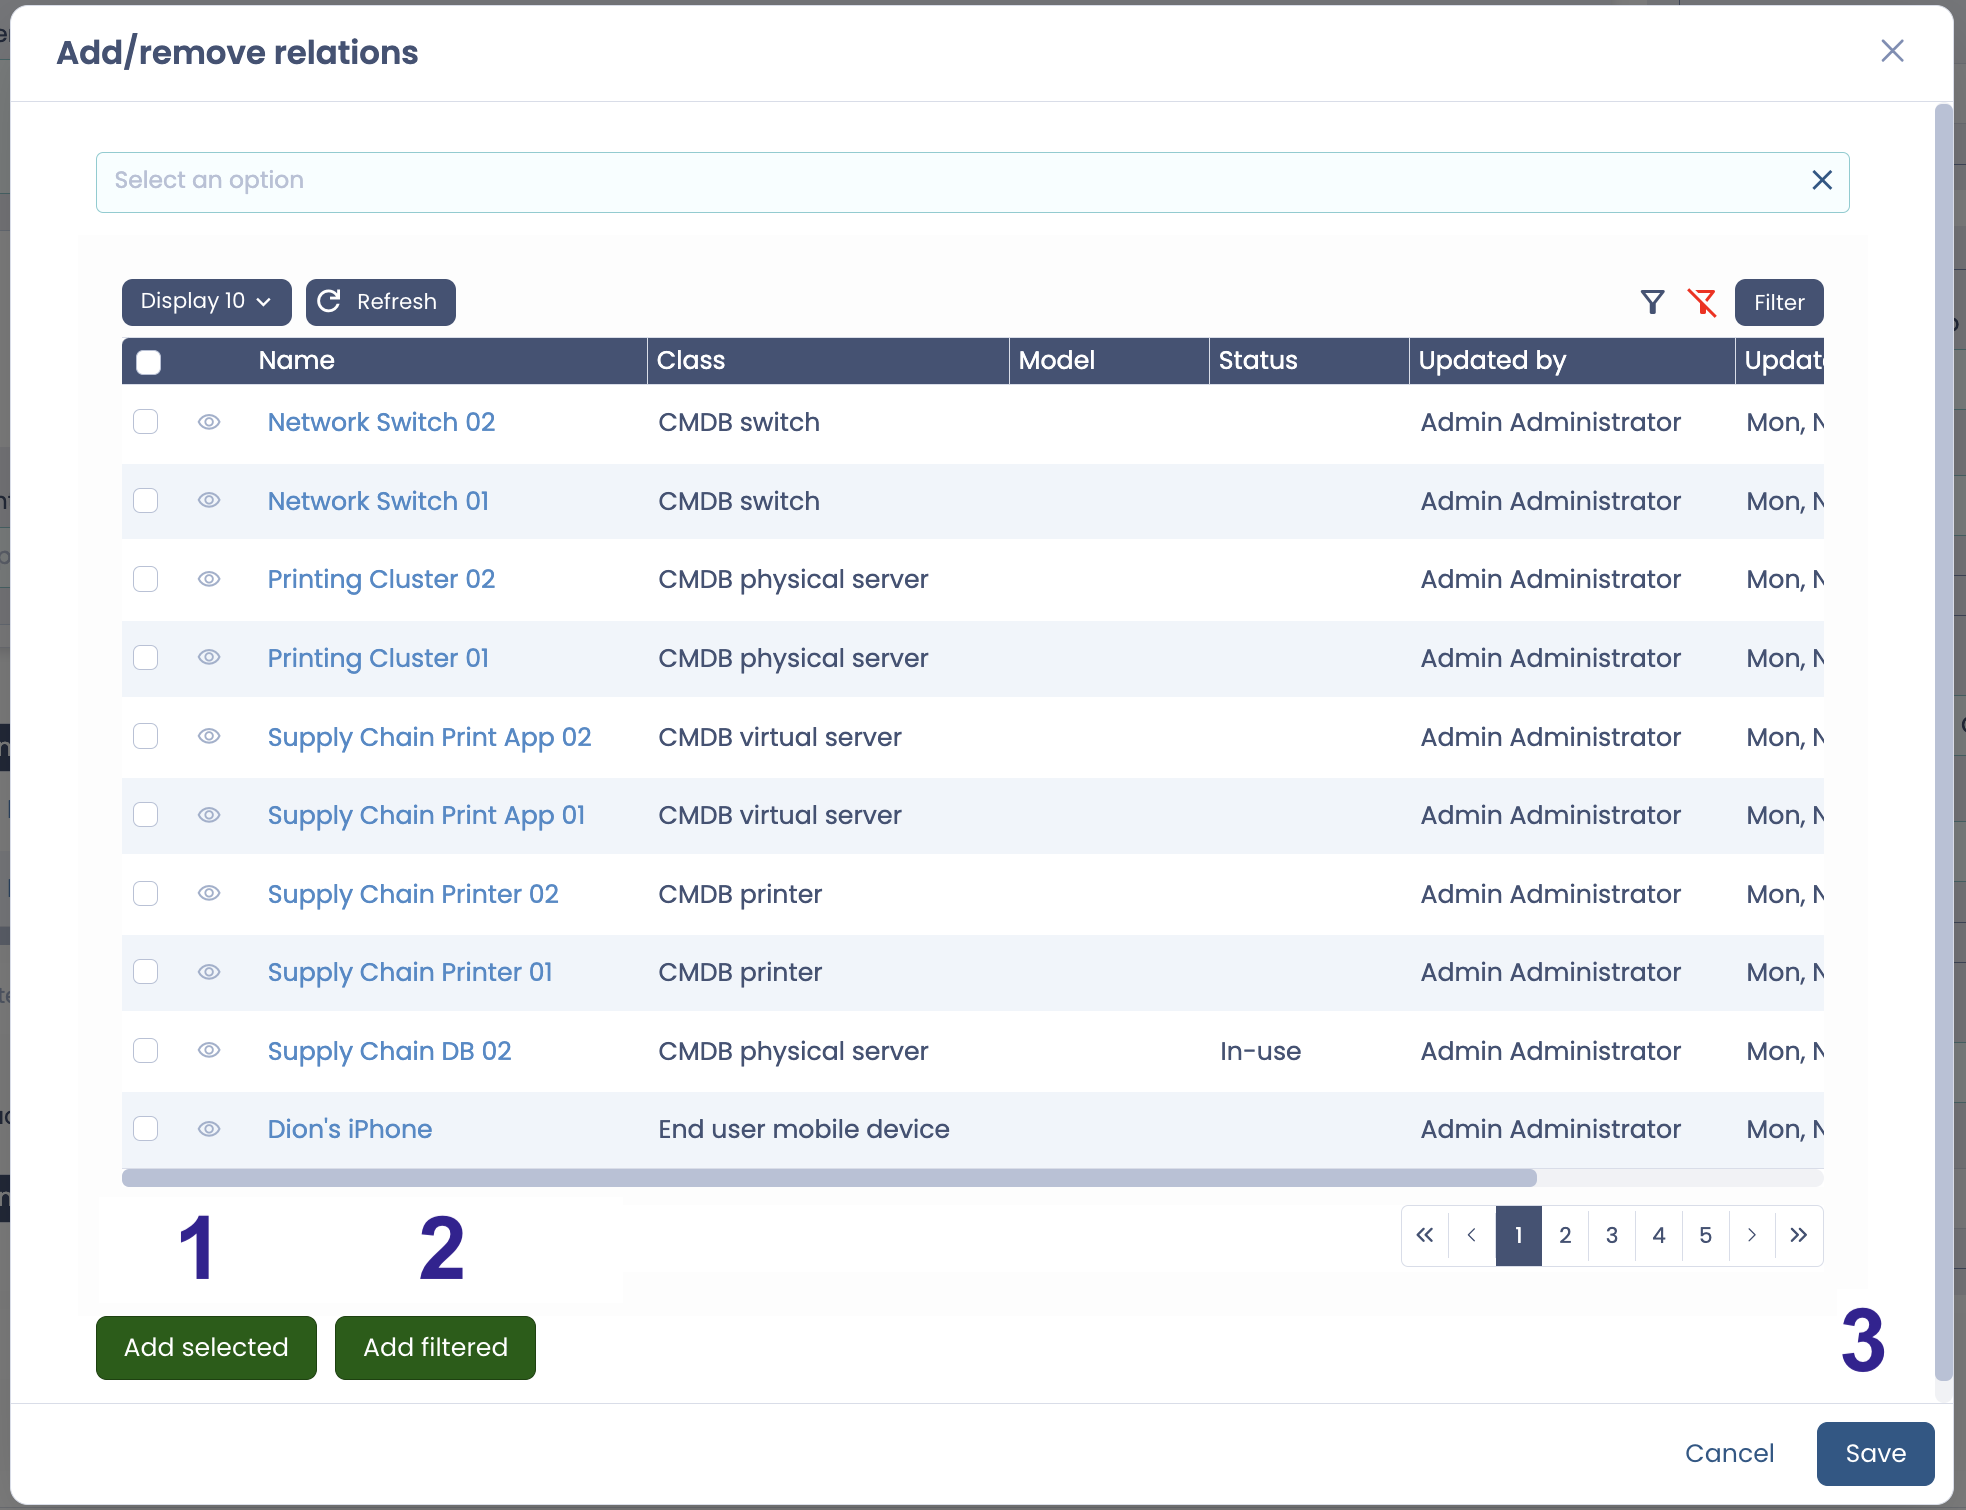 Add/remove relations
Select an option
Display 10 Refresh Filter
Name Class Model Status Updated by Updat
Network Switch 02 CMDB switch Admin Administrator Mon, N
Network Switch 01 CMDB switch Admin Administrator Mon, N
Printing Cluster 02 CMDB physical server Admin Administrator Mon, N
Printing Cluster 01 CMDB physical server Admin Administrator Mon, N
Supply Chain Print App 02 CMDB virtual server Admin Administrator Mon, N
Supply Chain Print App 01 CMDB virtual server Admin Administrator Mon, N
Supply Chain Printer 02 CMDB printer Admin Administrator Mon, N
Supply Chain Printer 01 CMDB printer Admin Administrator Mon, N
Supply Chain DB 02 CMDB physical server In-use Admin Administrator Mon, N
Dion's iPhone End user mobile device Admin Administrator Mon, N
1 2
« < 1 2 3 4 5 > »
3
Add selected Add filtered
Cancel Save